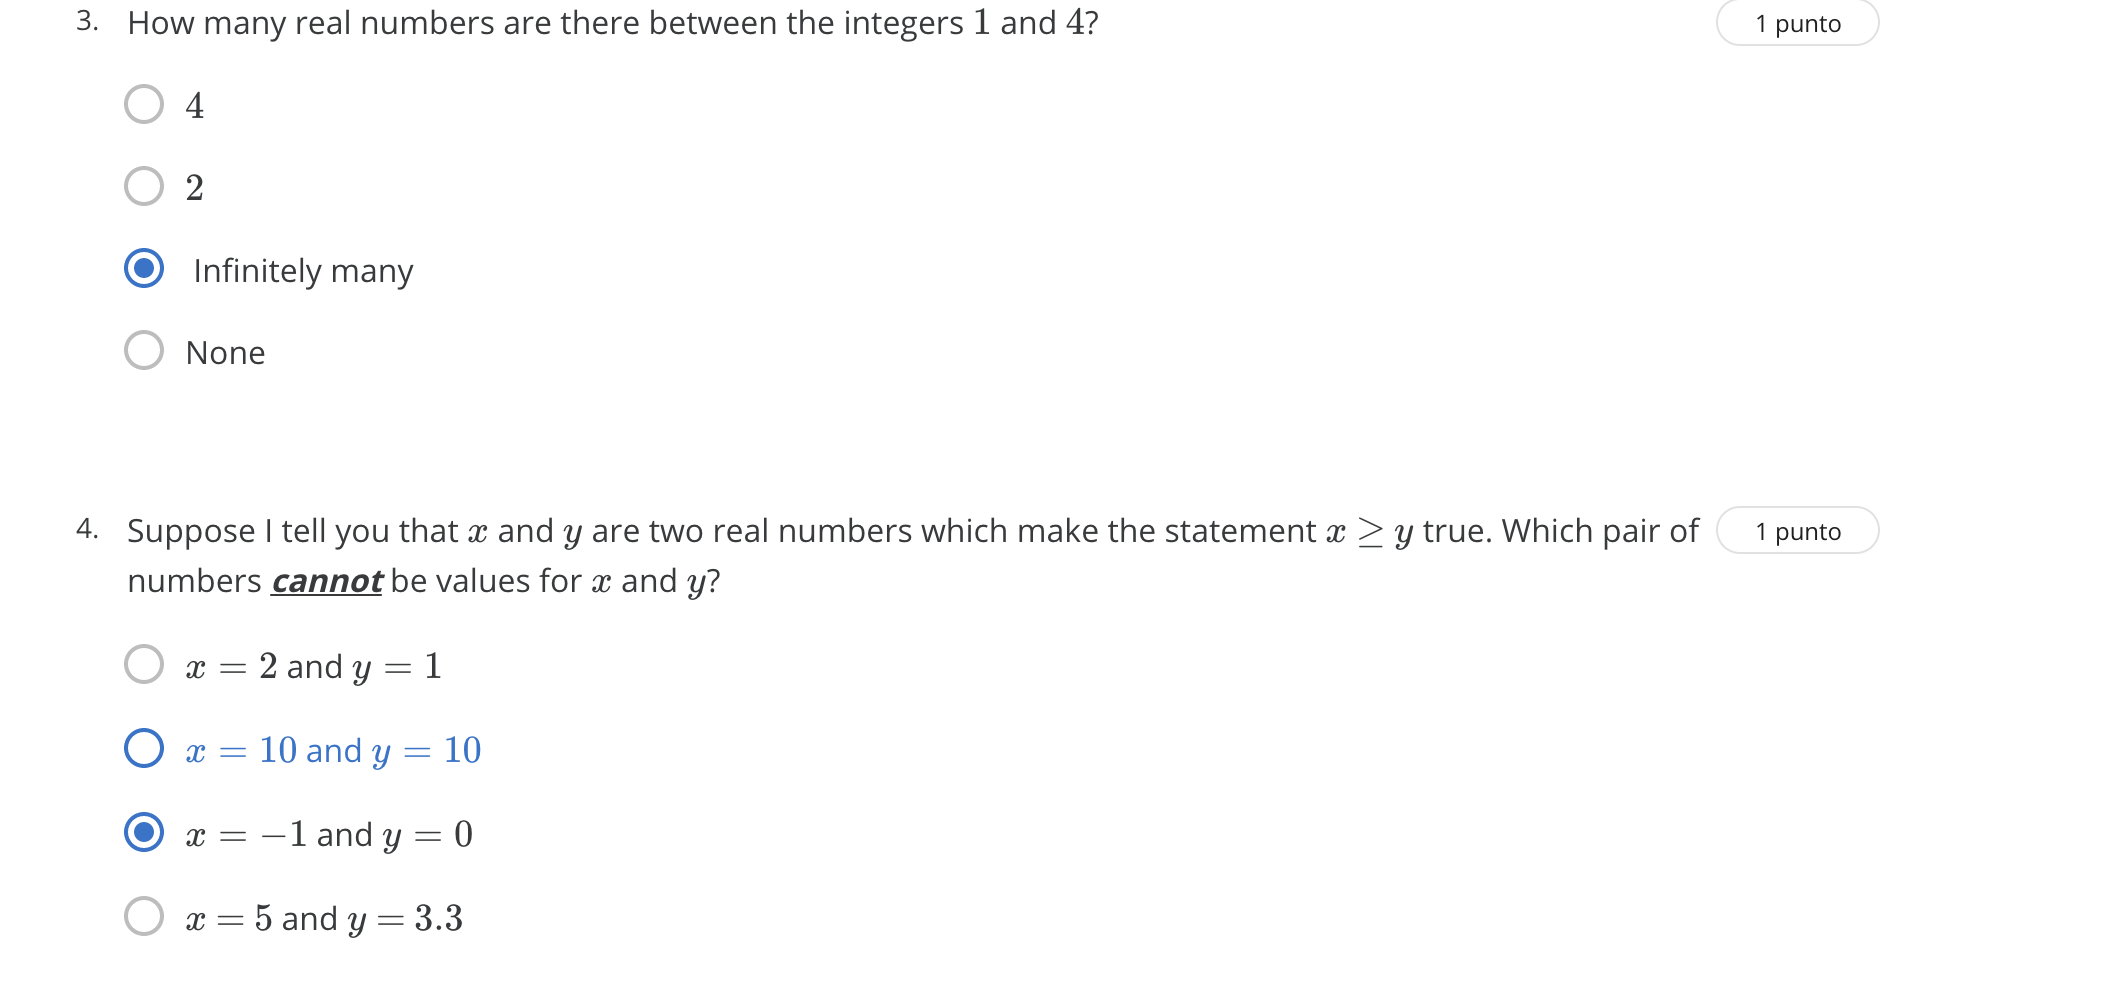 3. How many real numbers are there between the integers 1 and 4? 1 punto
4
2
Infinitely many
None
4. Suppose I tell you that x and y are two real numbers which make the statement x ≥ y true. Which pair of 1 punto
numbers cannot be values for x and y?
x = 2 and y = 1
x = 10 and y = 10
x = −1 and y = 0
x = 5 and y = 3.3